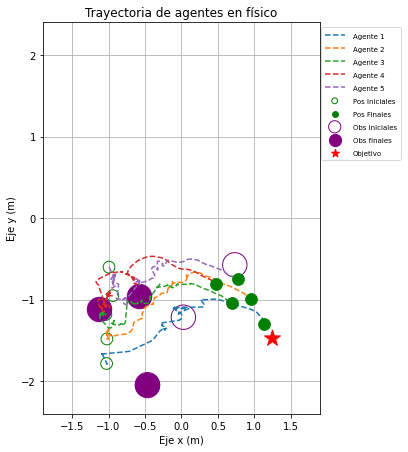 Trayectoria de agentes en físico
Eje y (m)
2
1
0
−1
−2
−1.5
−1.0
−0.5
0.0
0.5
1.0
1.5
Eje x (m)
Agente 1
Agente 2
Agente 3
Agente 4
Agente 5
Pos Iniciales
Pos Finales
Obs iniciales
Obs finales
Objetivo